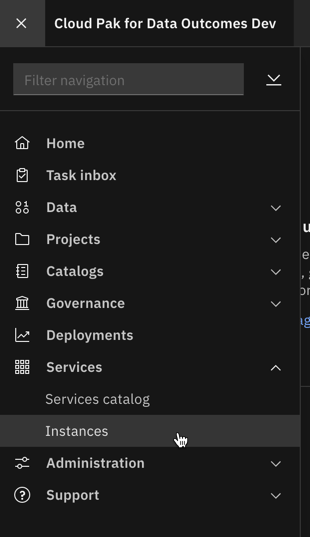 Cloud Pak for Data Outcomes Dev
Filter navigation
Home
Task inbox
Data
Projects
Catalogs
Governance
Deployments
Services
Services catalog
Instances
Administration
Support